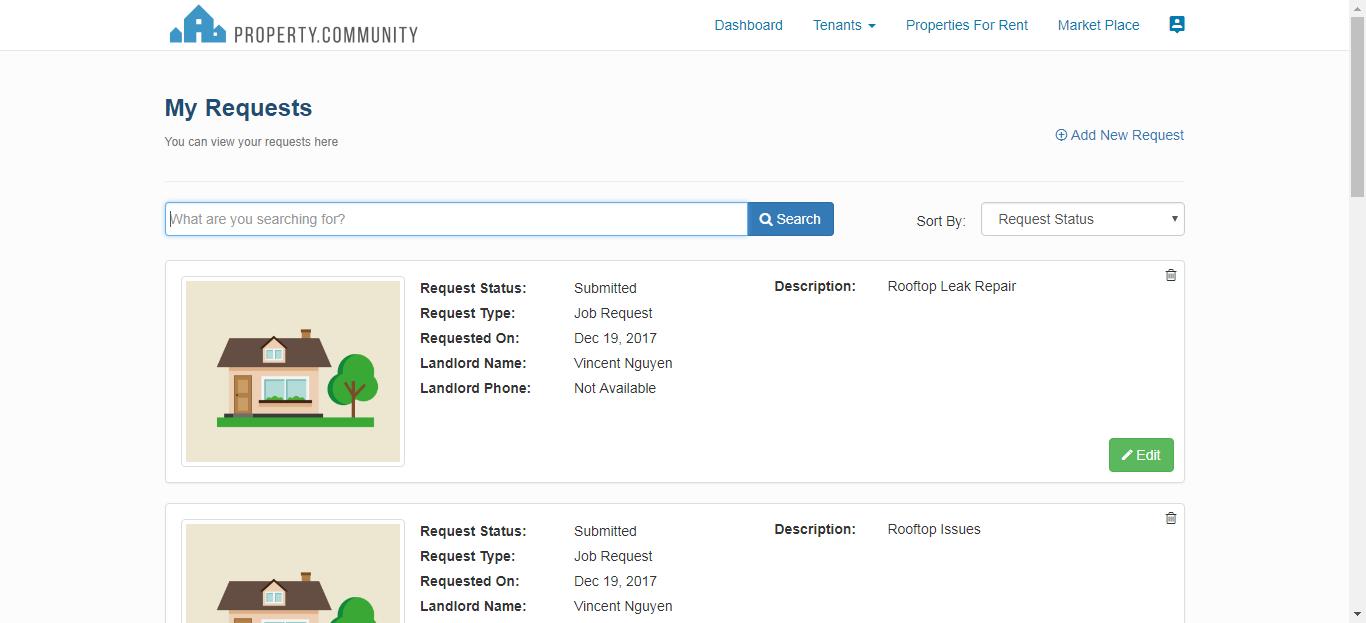 PROPERTY.COMMUNITY
Dashboard Tenants Properties For Rent Market Place
My Requests
You can view your requests here
Add New Request
What are you searching for? Search Sort By: Request Status
Request Status: Submitted Description: Rooftop Leak Repair
Request Type: Job Request
Requested On: Dec 19, 2017
Landlord Name: Vincent Nguyen
Landlord Phone: Not Available
Edit
Request Status: Submitted Description: Rooftop Issues
Request Type: Job Request
Requested On: Dec 19, 2017
Landlord Name: Vincent Nguyen